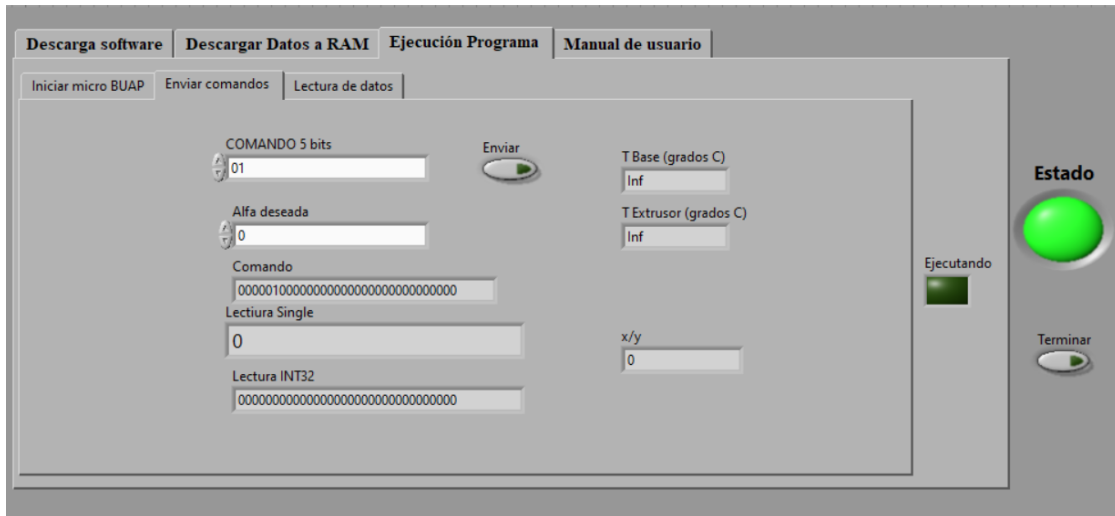 Descarga software
Descargar Datos a RAM
Ejecución Programa
Manual de usuario
Iniciar micro BUAP
Enviar comandos
Lectura de datos
COMANDO 5 bits
01
Enviar
T Base (grados C)
Inf
Alfa deseada
0
T Extrusor (grados C)
Inf
Comando
00000100000000000000000000000000
Lectiura Single
0
x/y
0
Lectura INT32
00000000000000000000000000000000
Ejecutando
Estado
Terminar